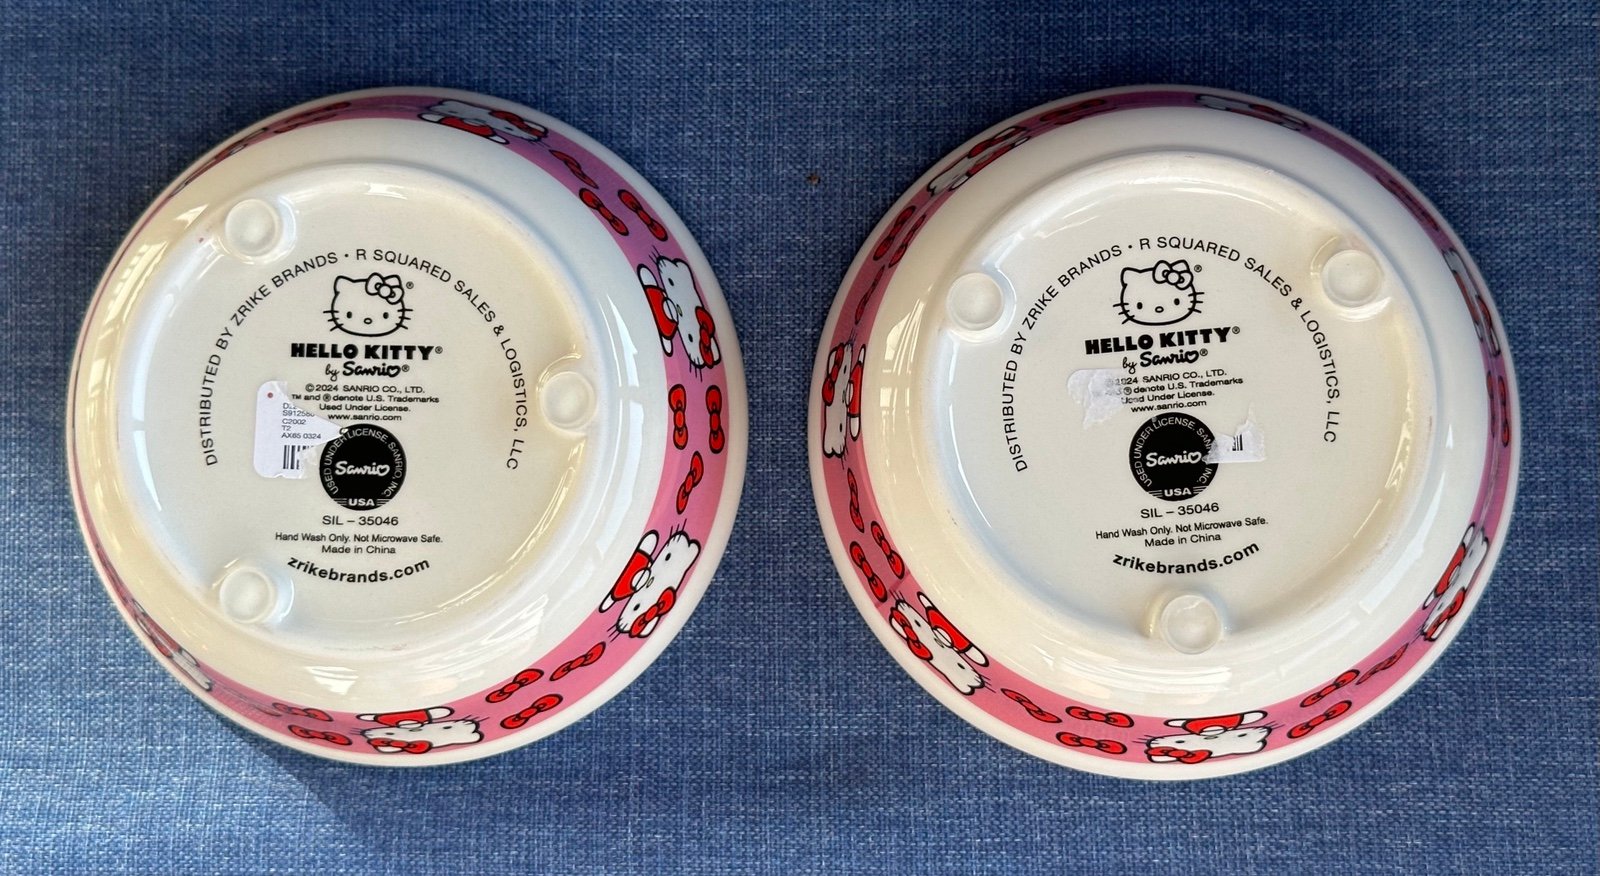 DISTRIBUTED BY ZRIKE BRANDS • R SQUARED SALES & LOGISTICS, LLC
HELLO KITTY®
by Sanrio®
©2024 SANRIO CO., LTD.
™ and ® denote U.S. Trademarks
Used Under License.
www.sanrio.com
C2002
T2
AX65 0324
USED UNDER LICENSE, SANRIO, INC.
Sanrio
USA
SIL – 35046
Hand Wash Only. Not Microwave Safe.
Made in China
zrikebrands.com
DISTRIBUTED BY ZRIKE BRANDS • R SQUARED SALES & LOGISTICS, LLC
HELLO KITTY®
by Sanrio®
2024 SANRIO CO., LTD.
® denote U.S. Trademarks
Used Under License.
www.sanrio.com
USED UNDER LICENSE, SANRIO, INC.
Sanrio
USA
SIL – 35046
Hand Wash Only. Not Microwave Safe.
Made in China
zrikebrands.com